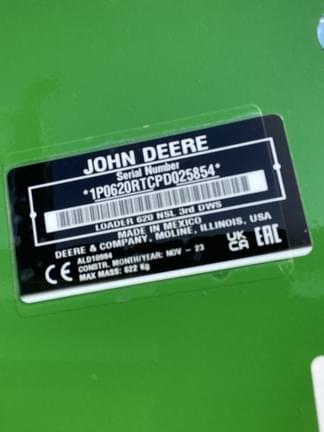 JOHN DEERE
Serial Number
*1P0620RTCPD025854*
LOADER 620 NSL 3rd DWS
MADE IN MEXICO
DEERE & COMPANY, MOLINE, ILLINOIS, USA
ALD10984
CONSTR. MONTH/YEAR: NOV - 23
MAX MASS: 622 Kg
CE
UK CA
EAC